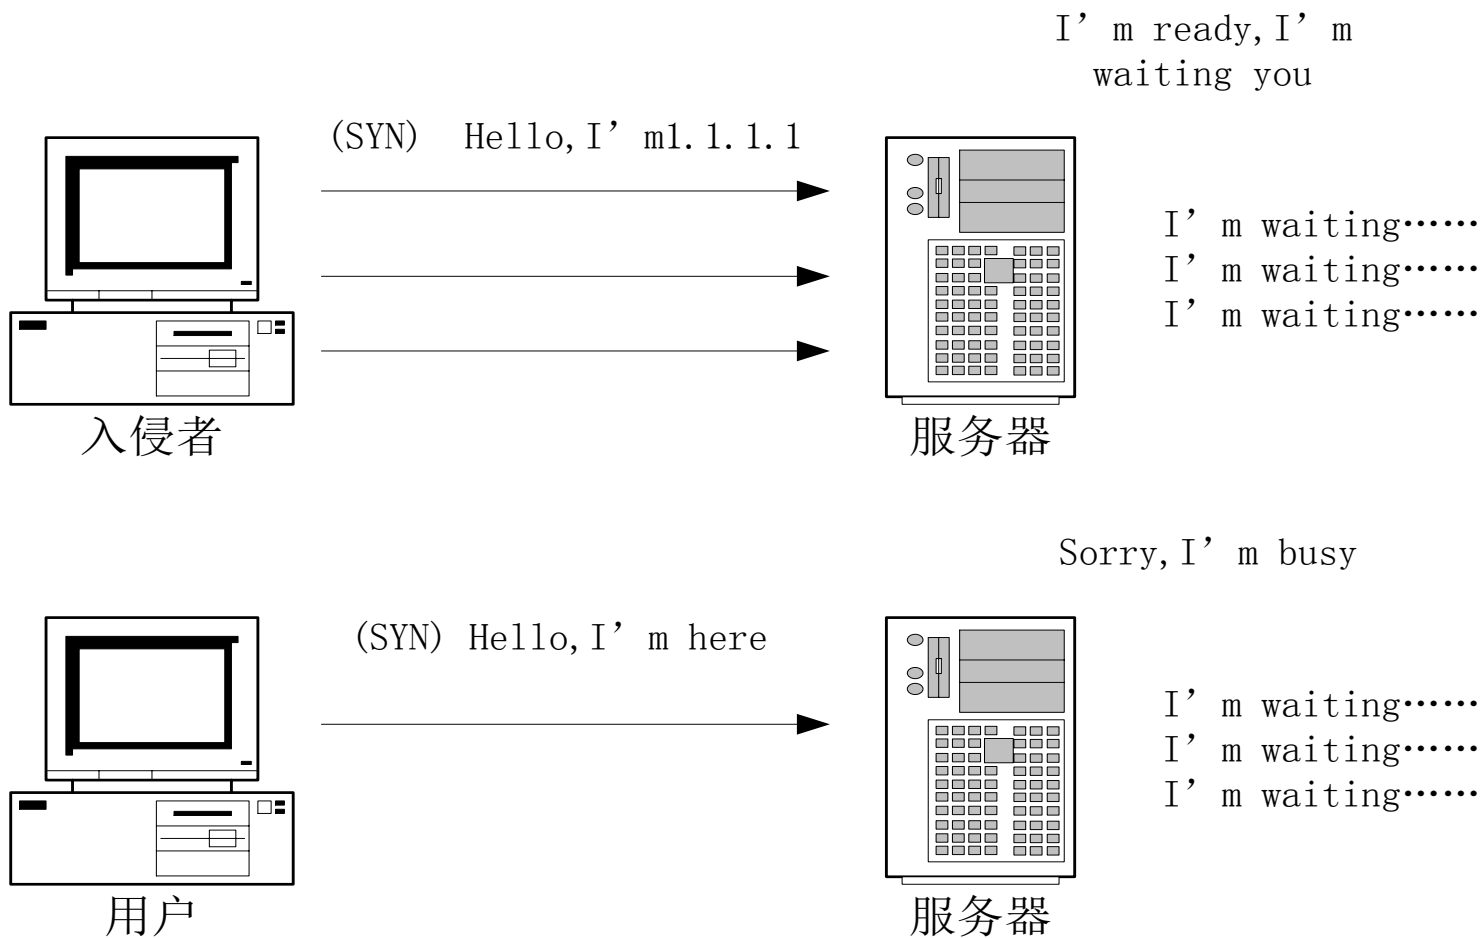 I’m ready,I’m
waiting you
(SYN) Hello,I’m1.1.1.1
I’m waiting……
I’m waiting……
I’m waiting……
入侵者
服务器
Sorry,I’m busy
(SYN) Hello,I’m here
I’m waiting……
I’m waiting……
I’m waiting……
用户
服务器